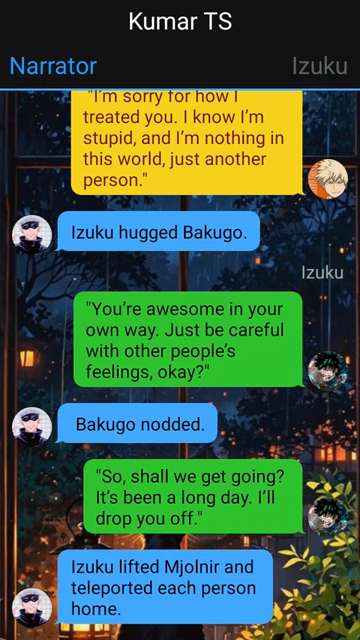 Kumar TS
Narrator
Izuku
"I'm sorry for how I
treated you. I know I'm
stupid, and I'm nothing in
this world, just another
person."
Izuku hugged Bakugo.
Izuku
"You're awesome in your
own way. Just be careful
with other people's
feelings, okay?"
Bakugo nodded.
"So, shall we get going?
It's been a long day. I'll
drop you off."
Izuku lifted Mjolnir and
teleported each person
home.